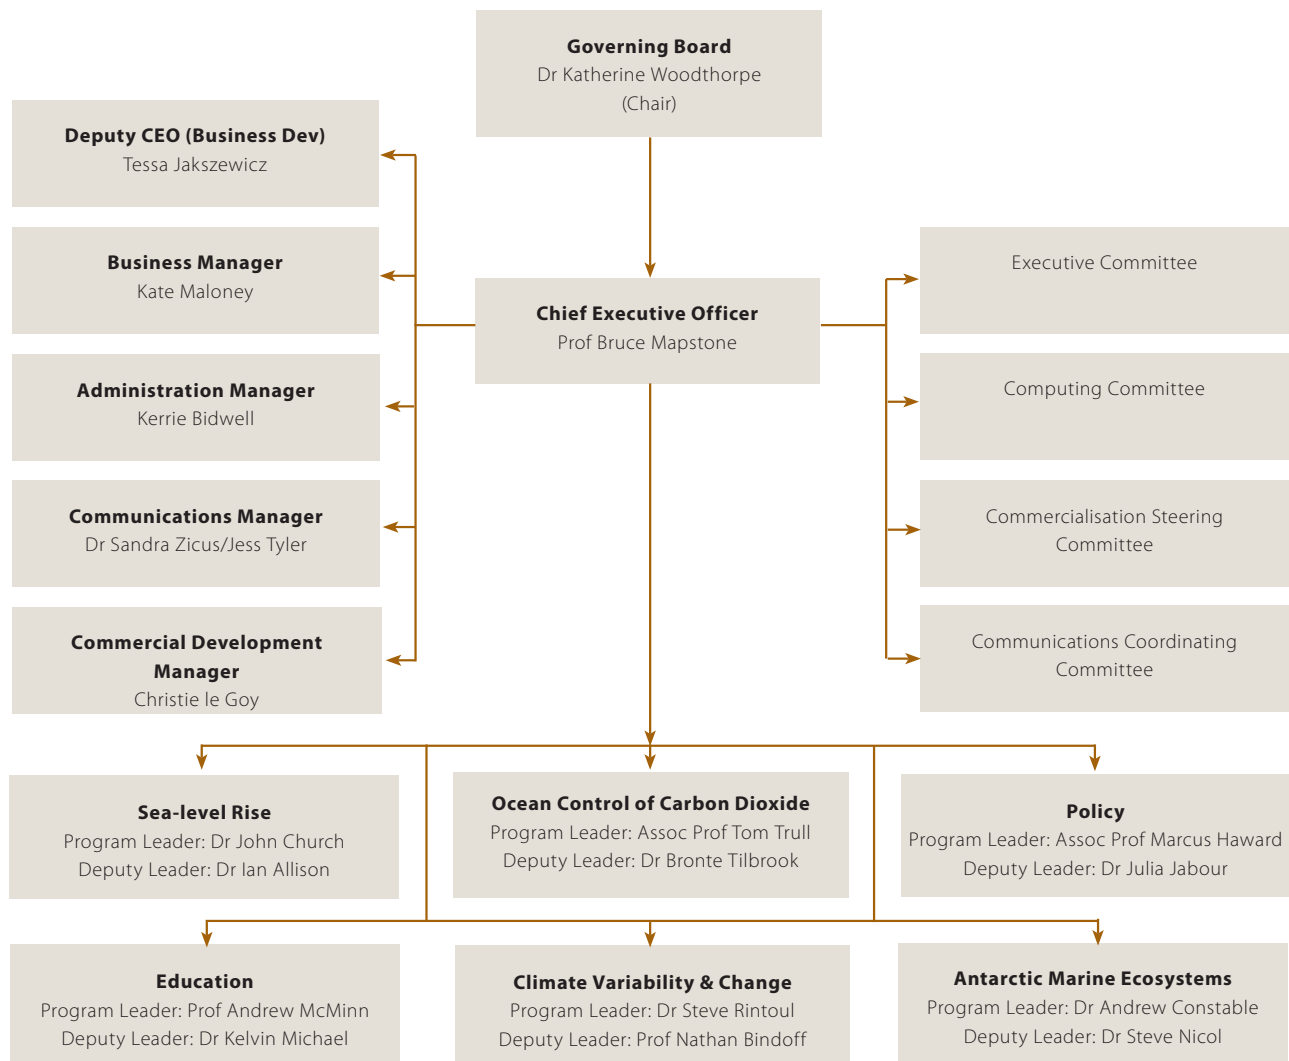 Governing Board
Dr Katherine Woodthorpe
(Chair)
Deputy CEO (Business Dev)
Tessa Jakszewicz
Business Manager
Kate Maloney
Executive Committee
Chief Executive Officer
Prof Bruce Mapstone
Administration Manager
Kerrie Bidwell
Computing Committee
Communications Manager
Dr Sandra Zicus/Jess Tyler
Commercialisation Steering
Committee
Commercial Development
Manager
Christie le Goy
Communications Coordinating
Committee
Sea-level Rise
Program Leader: Dr John Church
Deputy Leader: Dr Ian Allison
Ocean Control of Carbon Dioxide
Program Leader: Assoc Prof Tom Trull
Deputy Leader: Dr Bronte Tilbrook
Policy
Program Leader: Assoc Prof Marcus Haward
Deputy Leader: Dr Julia Jabour
Education
Program Leader: Prof Andrew McMinn
Deputy Leader: Dr Kelvin Michael
Climate Variability & Change
Program Leader: Dr Steve Rintoul
Deputy Leader: Prof Nathan Bindoff
Antarctic Marine Ecosystems
Program Leader: Dr Andrew Constable
Deputy Leader: Dr Steve Nicol